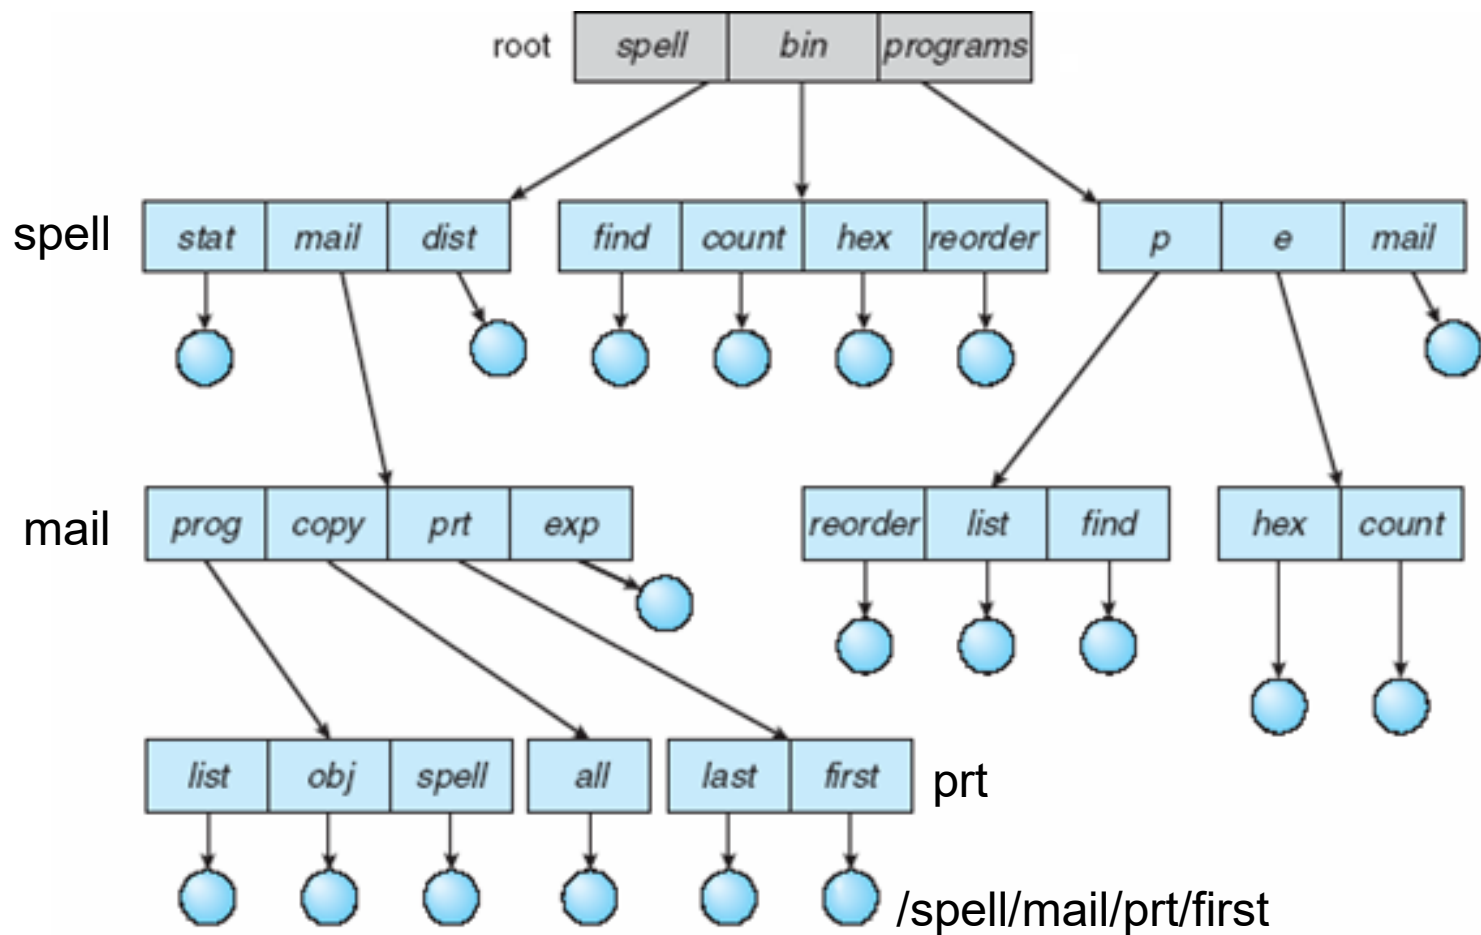 root spell bin programs
spell stat mail dist find count hex reorder p e mail
mail prog copy prt exp reorder list find hex count
list obj spell all last first prt
/spell/mail/prt/first